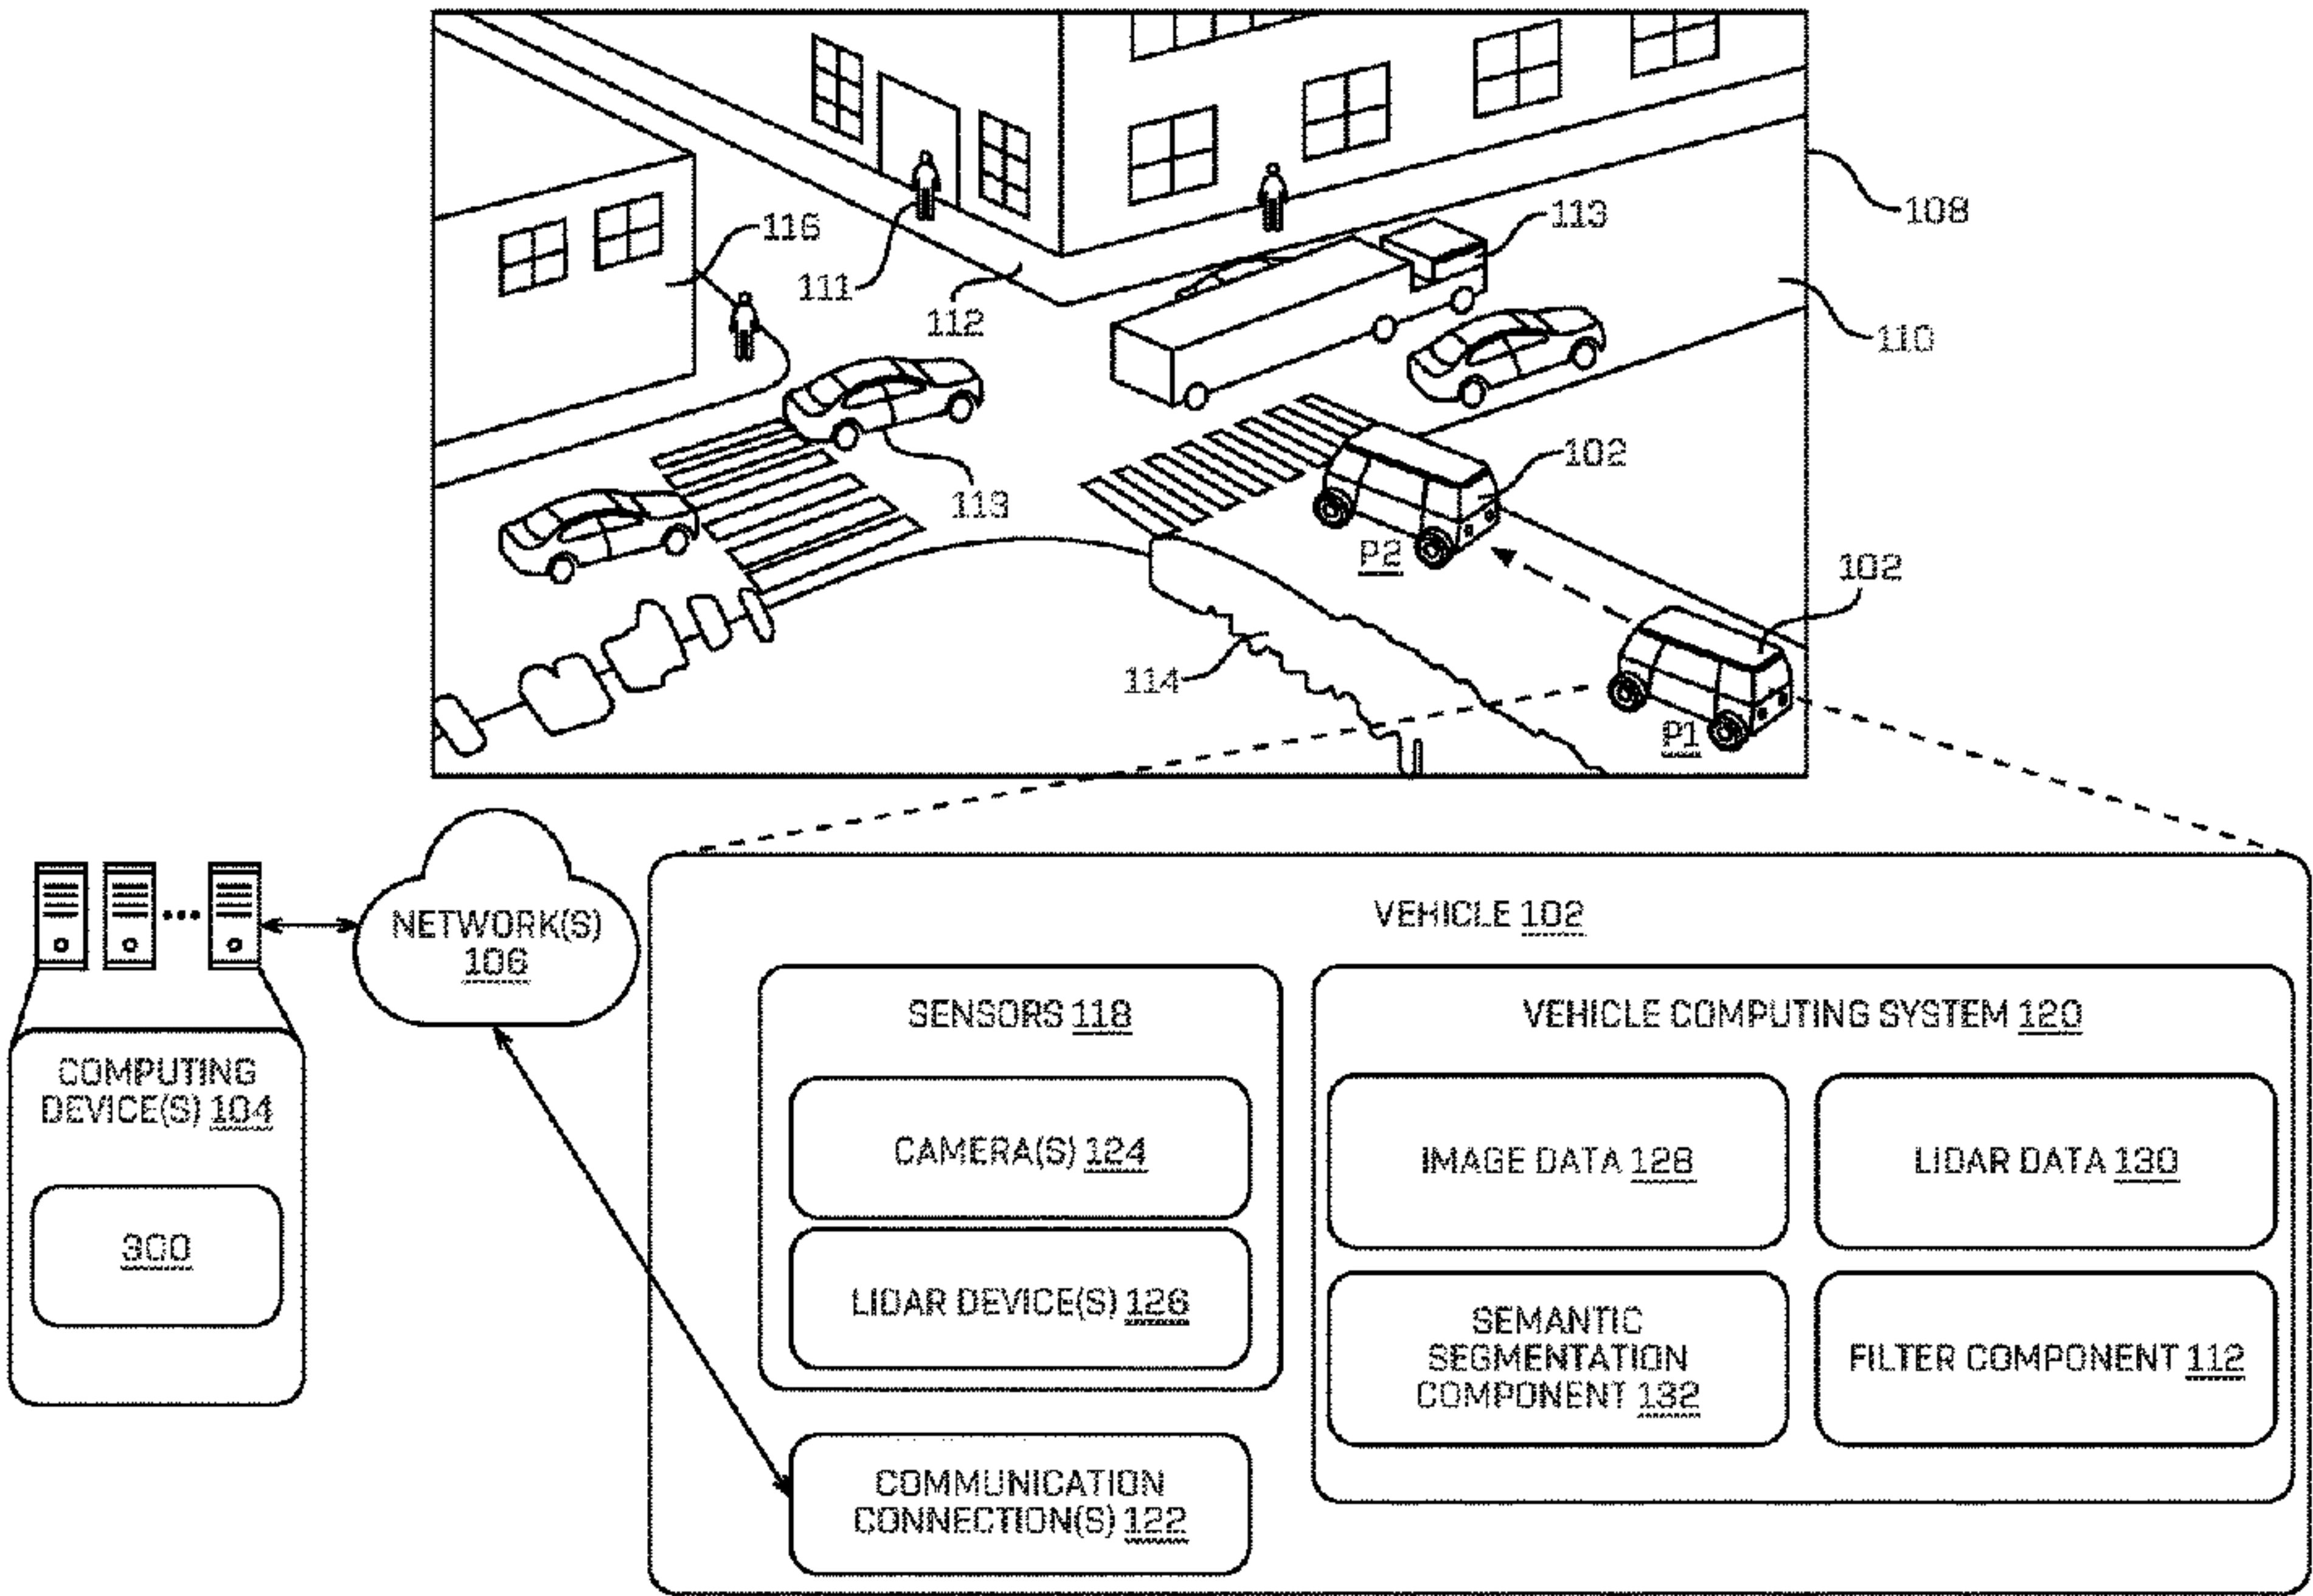 108
116
111
112
113
110
102
113
P2
102
114
P1
NETWORK(S)
106
VEHICLE 102
SENSORS 118
VEHICLE COMPUTING SYSTEM 120
COMPUTING
DEVICE(S) 104
CAMERA(S) 124
IMAGE DATA 128
LIDAR DATA 130
300
LIDAR DEVICE(S) 126
SEMANTIC
SEGMENTATION
COMPONENT 132
FILTER COMPONENT 112
COMMUNICATION
CONNECTION(S) 122